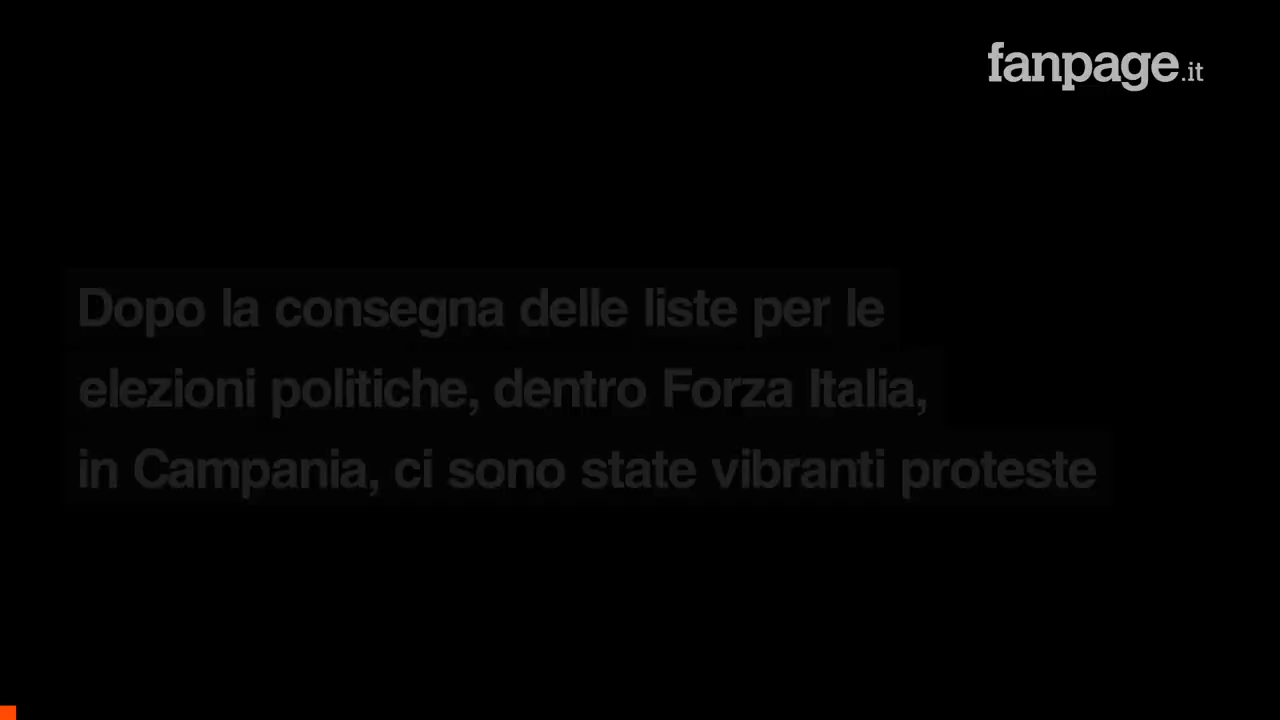 fanpage.it
Dopo la consegna delle liste per le
elezioni politiche, dentro Forza Italia,
in Campania, ci sono state vibranti proteste